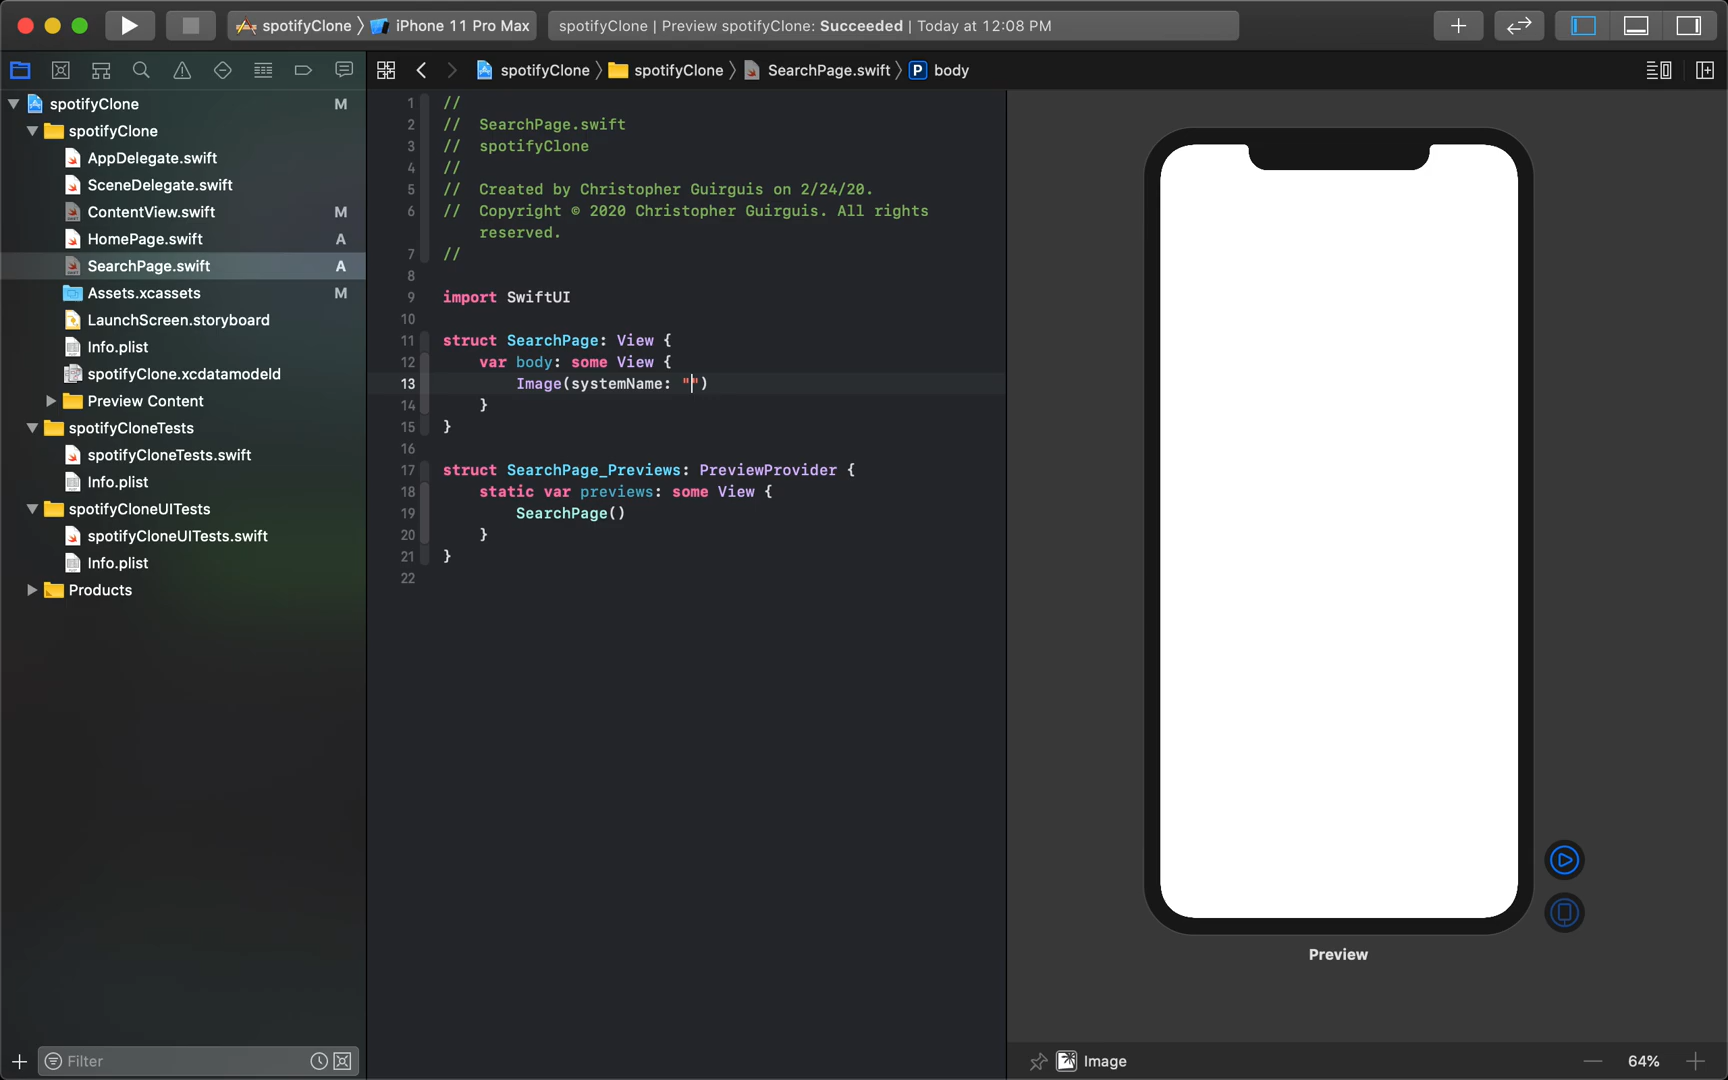 spotifyClone 〉 iPhone 11 Pro Max
spotifyClone | Preview spotifyClone: Succeeded | Today at 12:08 PM
spotifyClone 〉 spotifyClone 〉 SearchPage.swift 〉 P body
spotifyClone M
spotifyClone
AppDelegate.swift
SceneDelegate.swift
ContentView.swift M
HomePage.swift A
SearchPage.swift A
Assets.xcassets M
LaunchScreen.storyboard
Info.plist
spotifyClone.xcdatamodeld
Preview Content
spotifyCloneTests
spotifyCloneTests.swift
Info.plist
spotifyCloneUITests
spotifyCloneUITests.swift
Info.plist
Products
Filter
1 //
2 //  SearchPage.swift
3 //  spotifyClone
4 //
5 //  Created by Christopher Guirguis on 2/24/20.
6 //  Copyright © 2020 Christopher Guirguis. All rights
reserved.
7 //
8
9 import SwiftUI
10
11 struct SearchPage: View {
12     var body: some View {
13         Image(systemName: "")
14     }
15 }
16
17 struct SearchPage_Previews: PreviewProvider {
18     static var previews: some View {
19         SearchPage()
20     }
21 }
22
Preview
Image
64%